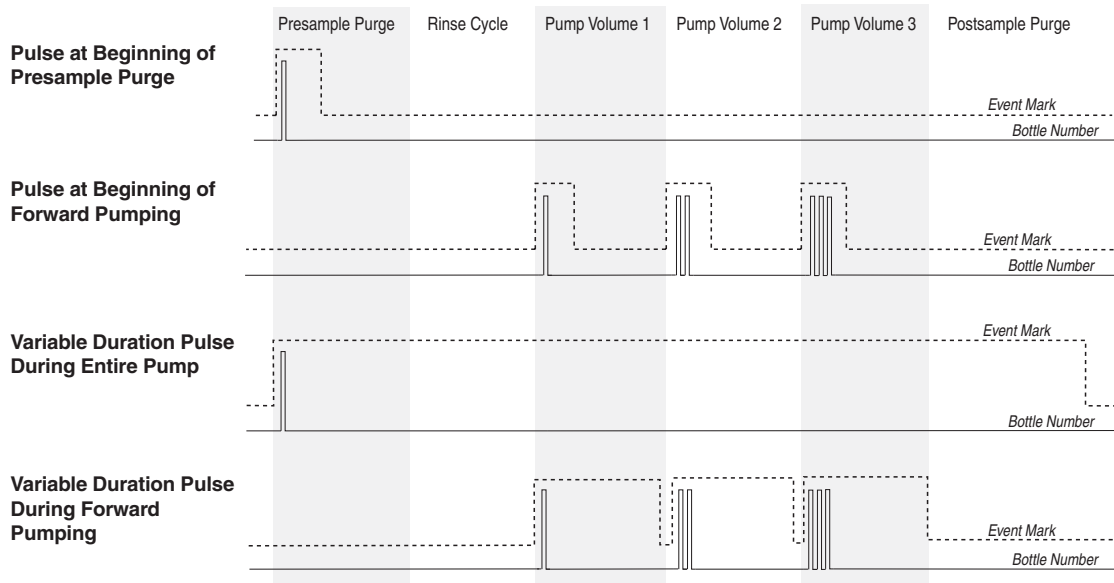 Presample Purge Rinse Cycle Pump Volume 1 Pump Volume 2 Pump Volume 3 Postsample Purge
Pulse at Beginning of
Presample Purge
Event Mark
Bottle Number
Pulse at Beginning of
Forward Pumping
Event Mark
Bottle Number
Variable Duration Pulse
During Entire Pump
Event Mark
Bottle Number
Variable Duration Pulse
During Forward
Pumping
Event Mark
Bottle Number